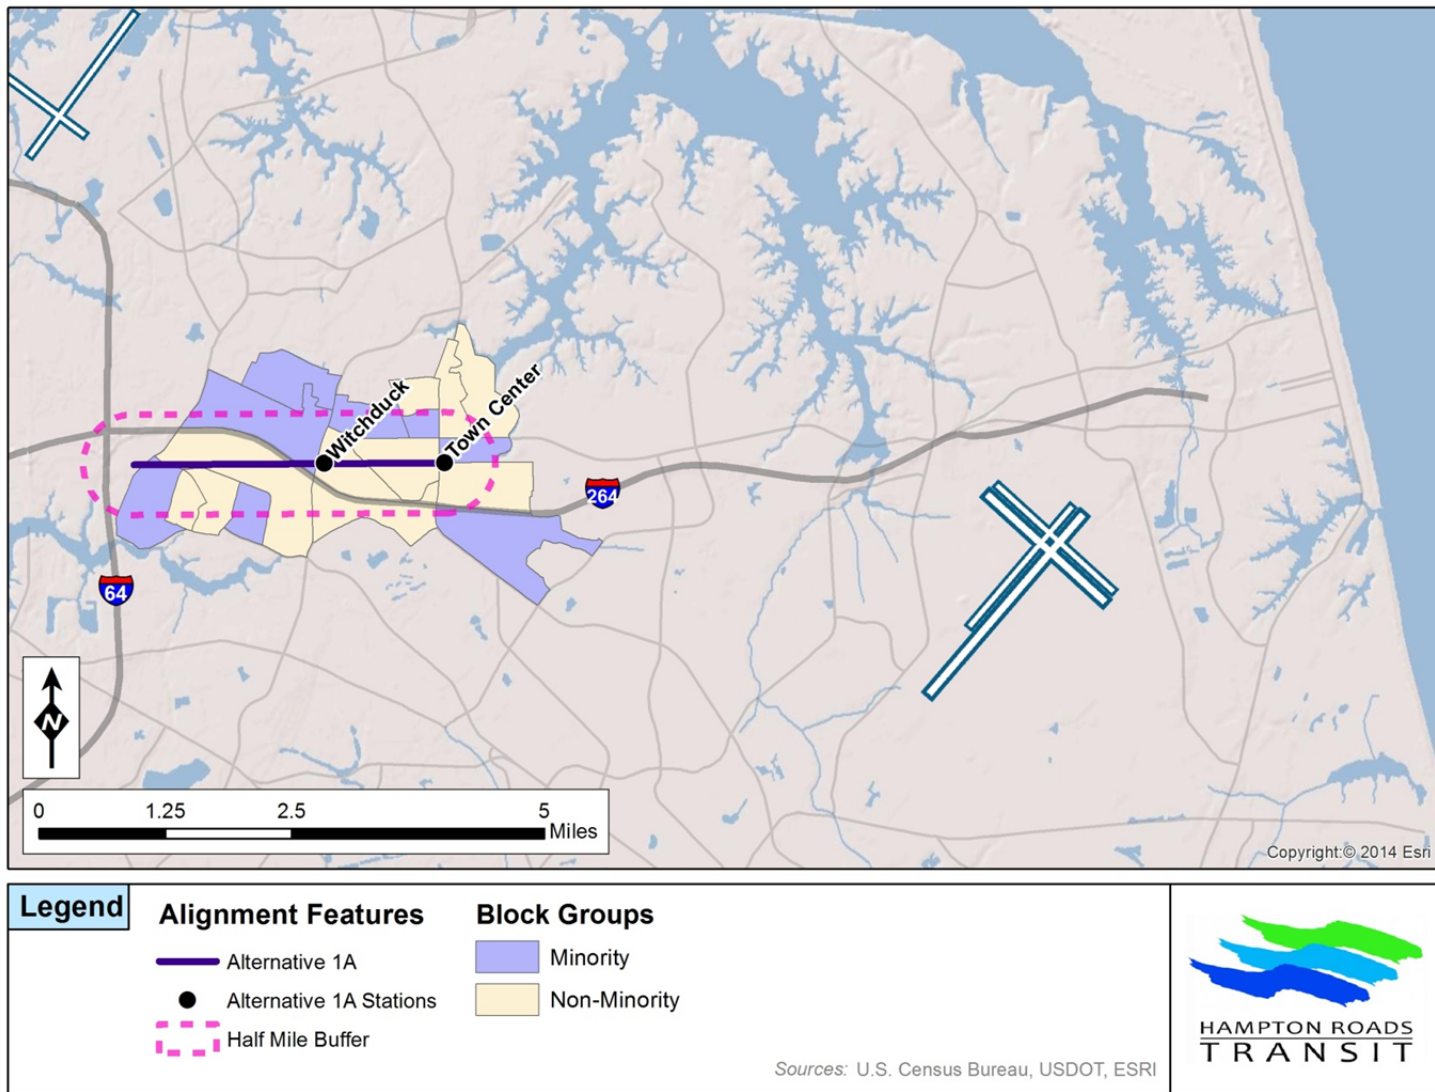 Witchduck
Town Center
264
64
N
0 1.25 2.5 5
Miles
Copyright:© 2014 Esri
Legend
Alignment Features
Alternative 1A
Alternative 1A Stations
Half Mile Buffer
Block Groups
Minority
Non-Minority
Sources: U.S. Census Bureau, USDOT, ESRI
HAMPTON ROADS
TRANSIT